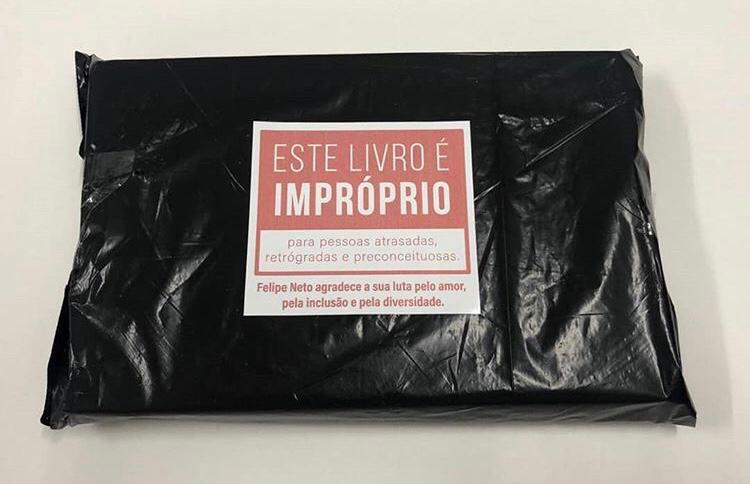 ESTE LIVRO É
IMPRÓPRIO
para pessoas atrasadas,
retrógradas e preconceituosas.
Felipe Neto agradece a sua luta pelo amor,
pela inclusão e pela diversidade.